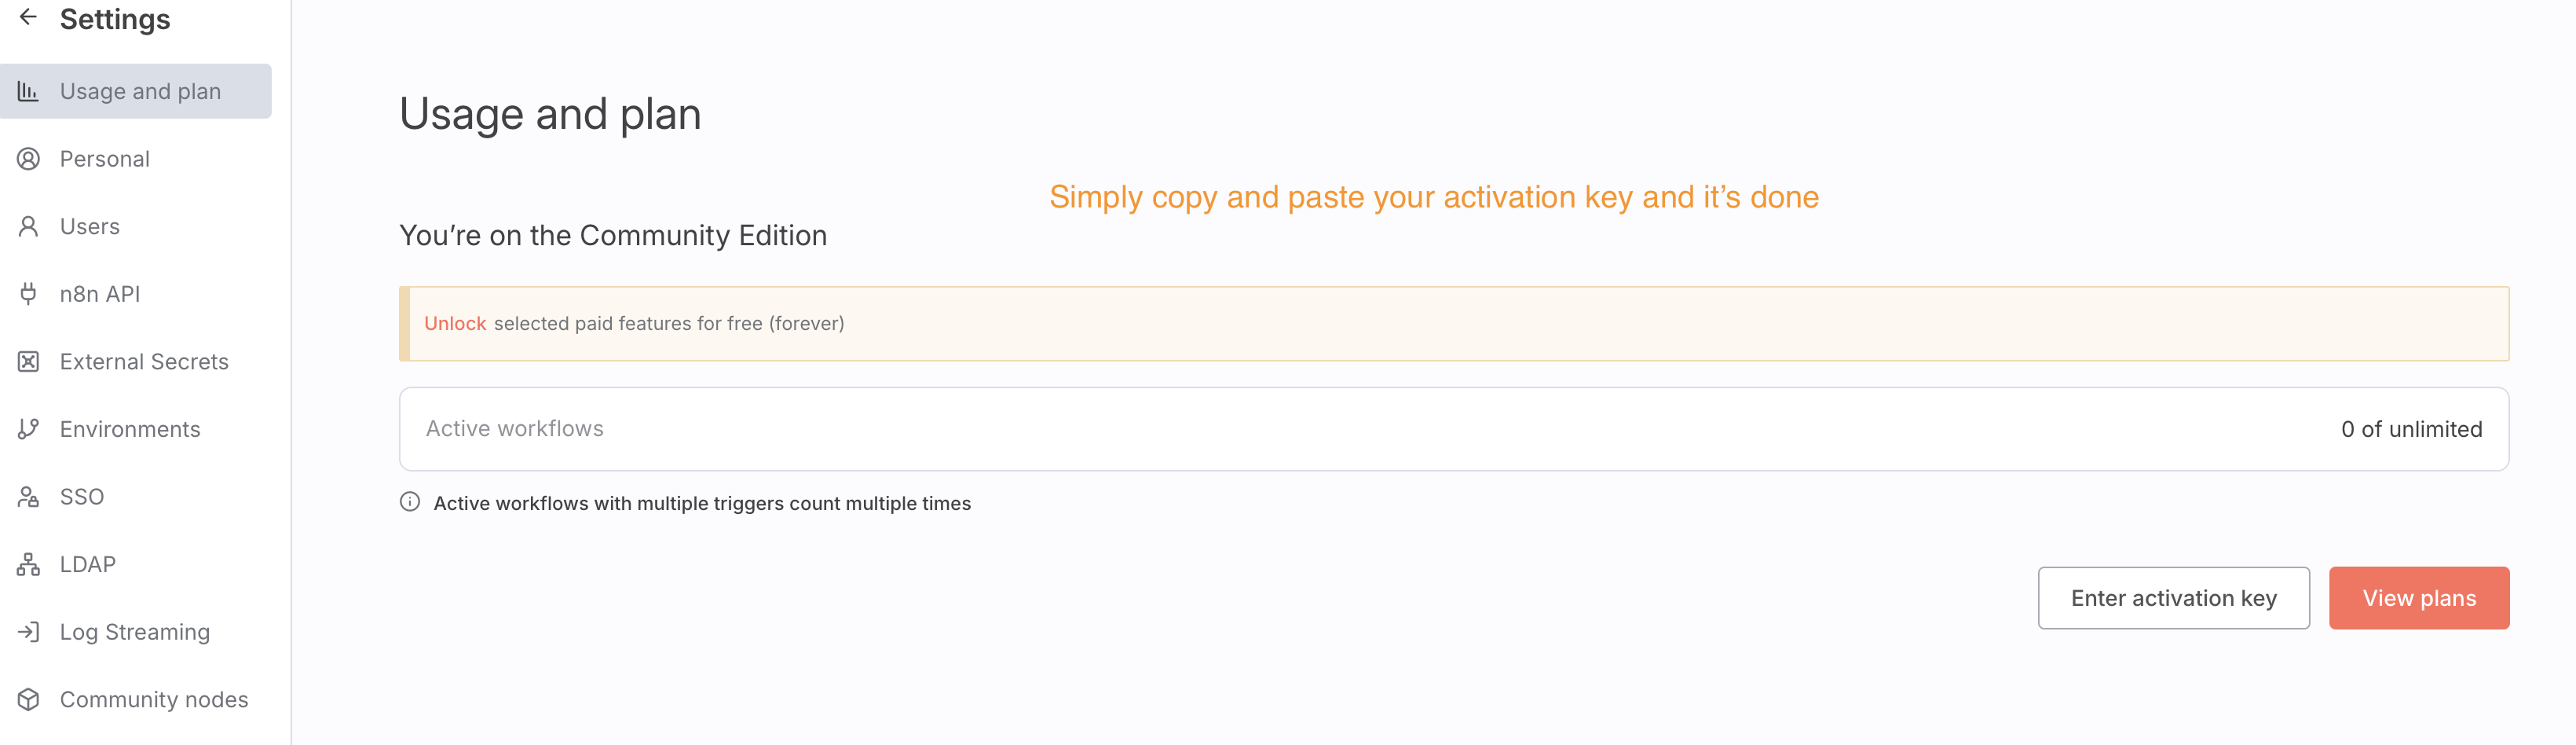 Settings
Usage and plan
Personal
Users
n8n API
External Secrets
Environments
SSO
LDAP
Log Streaming
Community nodes
Usage and plan
Simply copy and paste your activation key and it’s done
You’re on the Community Edition
Unlock selected paid features for free (forever)
Active workflows 0 of unlimited
Active workflows with multiple triggers count multiple times
Enter activation key View plans